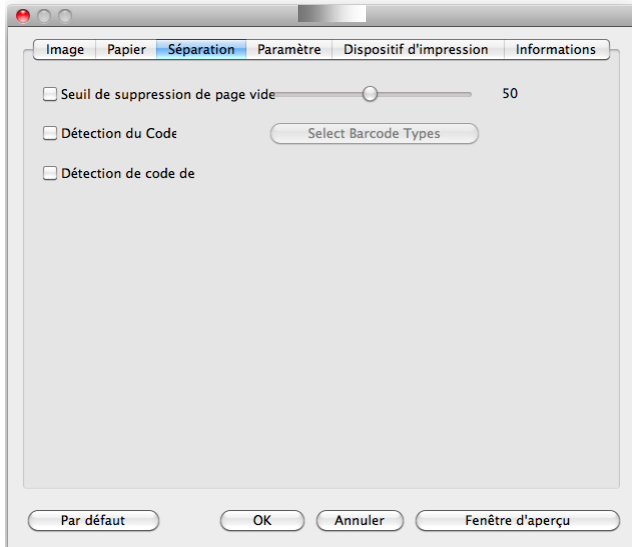 Image Papier Séparation Paramètre Dispositif d'impression Informations
Seuil de suppression de page vide 50
Détection du Code Select Barcode Types
Détection de code de
Par défaut OK Annuler Fenêtre d'aperçu